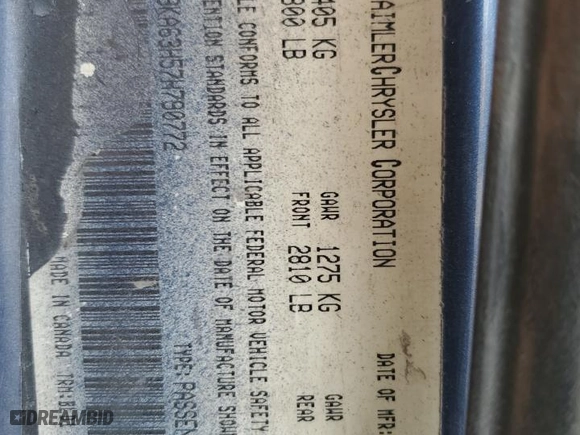 AIMLERCHRYSLER CORPORATION
DATE OF MFR:
405 KG
800 LB
GAWR
FRONT
1275 KG
2810 LB
GAWR
REAR
LE CONFORMS TO ALL APPLICABLE FEDERAL MOTOR VEHICLE SAFETY,
ENTION STANDARDS IN EFFECT ON THE DATE OF MANUFACTURE SHOW
3KA63H57H790772
TYPE: PASSEN
MADE IN CANADA
TRM:B
DREAMBID